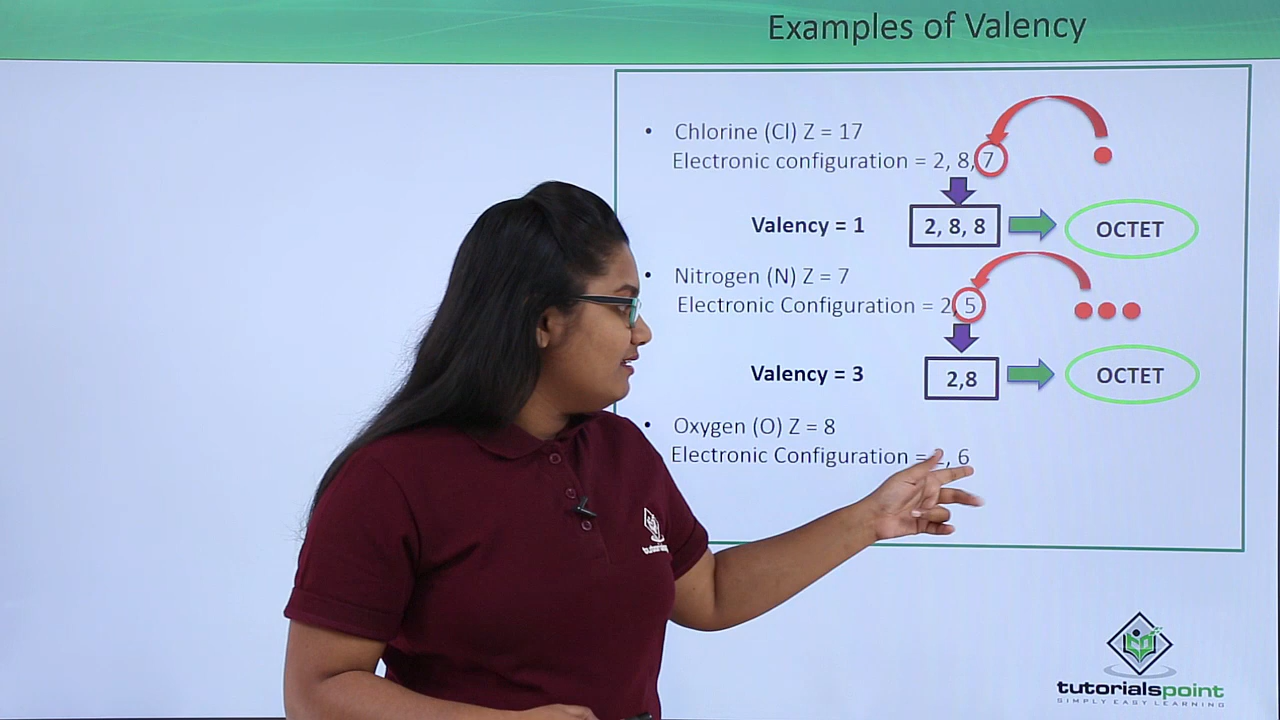 Examples of Valency
• Chlorine (Cl) Z = 17
Electronic configuration = 2, 8, 7
Valency = 1 2, 8, 8 OCTET
• Nitrogen (N) Z = 7
Electronic Configuration = 2, 5
Valency = 3 2,8 OCTET
• Oxygen (O) Z = 8
Electronic Configuration = 2, 6
tutorialspoint
SIMPLY EASY LEARNING